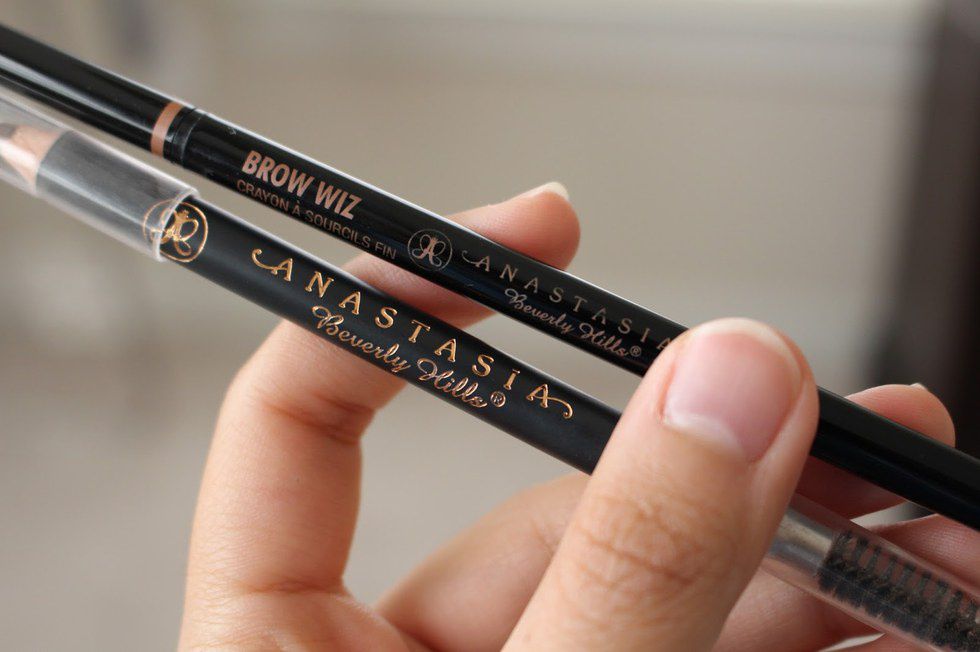 BROW WIZ
CRAYON À SOURCILS FIN
ANASTASIA
Beverly Hills®
ANASTASIA
Beverly Hills®